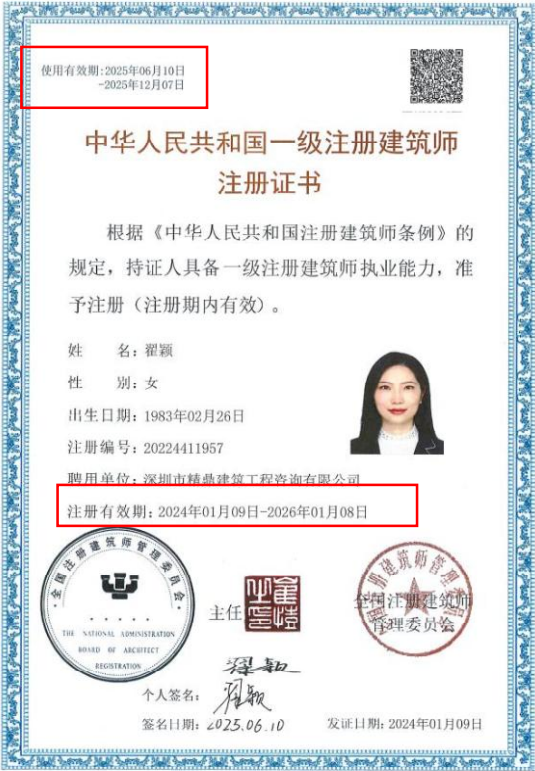 使用有效期:2025年06月10日
-2025年12月07日
中华人民共和国一级注册建筑师
注册证书
根据《中华人民共和国注册建筑师条例》的
规定，持证人具备一级注册建筑师执业能力，准
予注册（注册期内有效）。
姓 名：翟颖
性 别：女
出生日期：1983年02月26日
注册编号：20224411957
聘用单位：深圳市精鼎建筑工程咨询有限公司
注册有效期：2024年01月09日-2026年01月08日
全国注册建筑师管理委员会
THE NATIONAL ADMINISTRATION
BOARD OF ARCHITECT
REGISTRATION
主任
全国注册建筑师
管理委员会
翟颖
个人签名：翟颖
签名日期：2025.06.10
发证日期：2024年01月09日